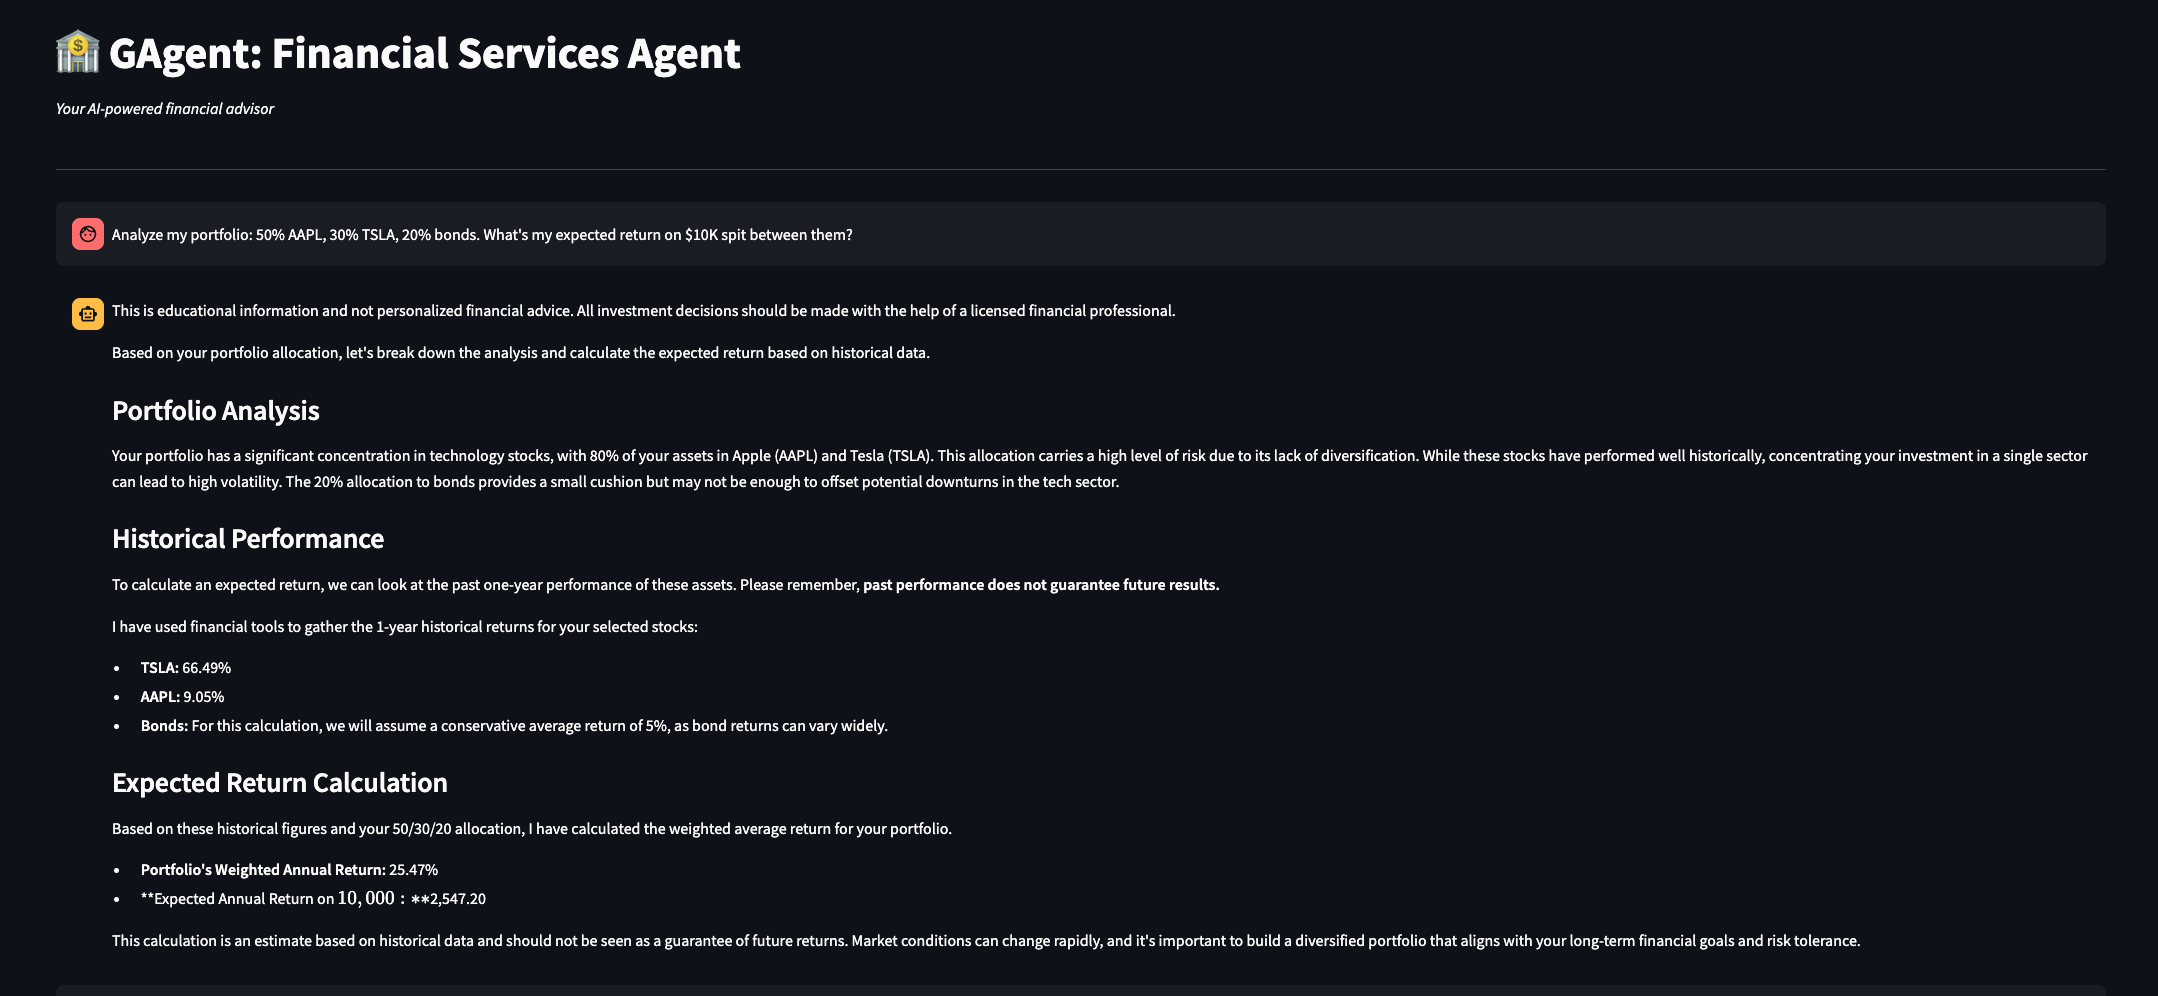 GAgent: Financial Services Agent
Your AI-powered financial advisor
Analyze my portfolio: 50% AAPL, 30% TSLA, 20% bonds. What's my expected return on $10K spit between them?
This is educational information and not personalized financial advice. All investment decisions should be made with the help of a licensed financial professional.
Based on your portfolio allocation, let's break down the analysis and calculate the expected return based on historical data.
Portfolio Analysis
Your portfolio has a significant concentration in technology stocks, with 80% of your assets in Apple (AAPL) and Tesla (TSLA). This allocation carries a high level of risk due to its lack of diversification. While these stocks have performed well historically, concentrating your investment in a single sector
can lead to high volatility. The 20% allocation to bonds provides a small cushion but may not be enough to offset potential downturns in the tech sector.
Historical Performance
To calculate an expected return, we can look at the past one-year performance of these assets. Please remember, past performance does not guarantee future results.
I have used financial tools to gather the 1-year historical returns for your selected stocks:
• TSLA: 66.49%
• AAPL: 9.05%
• Bonds: For this calculation, we will assume a conservative average return of 5%, as bond returns can vary widely.
Expected Return Calculation
Based on these historical figures and your 50/30/20 allocation, I have calculated the weighted average return for your portfolio.
• Portfolio's Weighted Annual Return: 25.47%
• **Expected Annual Return on 10,000 : **2,547.20
This calculation is an estimate based on historical data and should not be seen as a guarantee of future returns. Market conditions can change rapidly, and it's important to build a diversified portfolio that aligns with your long-term financial goals and risk tolerance.